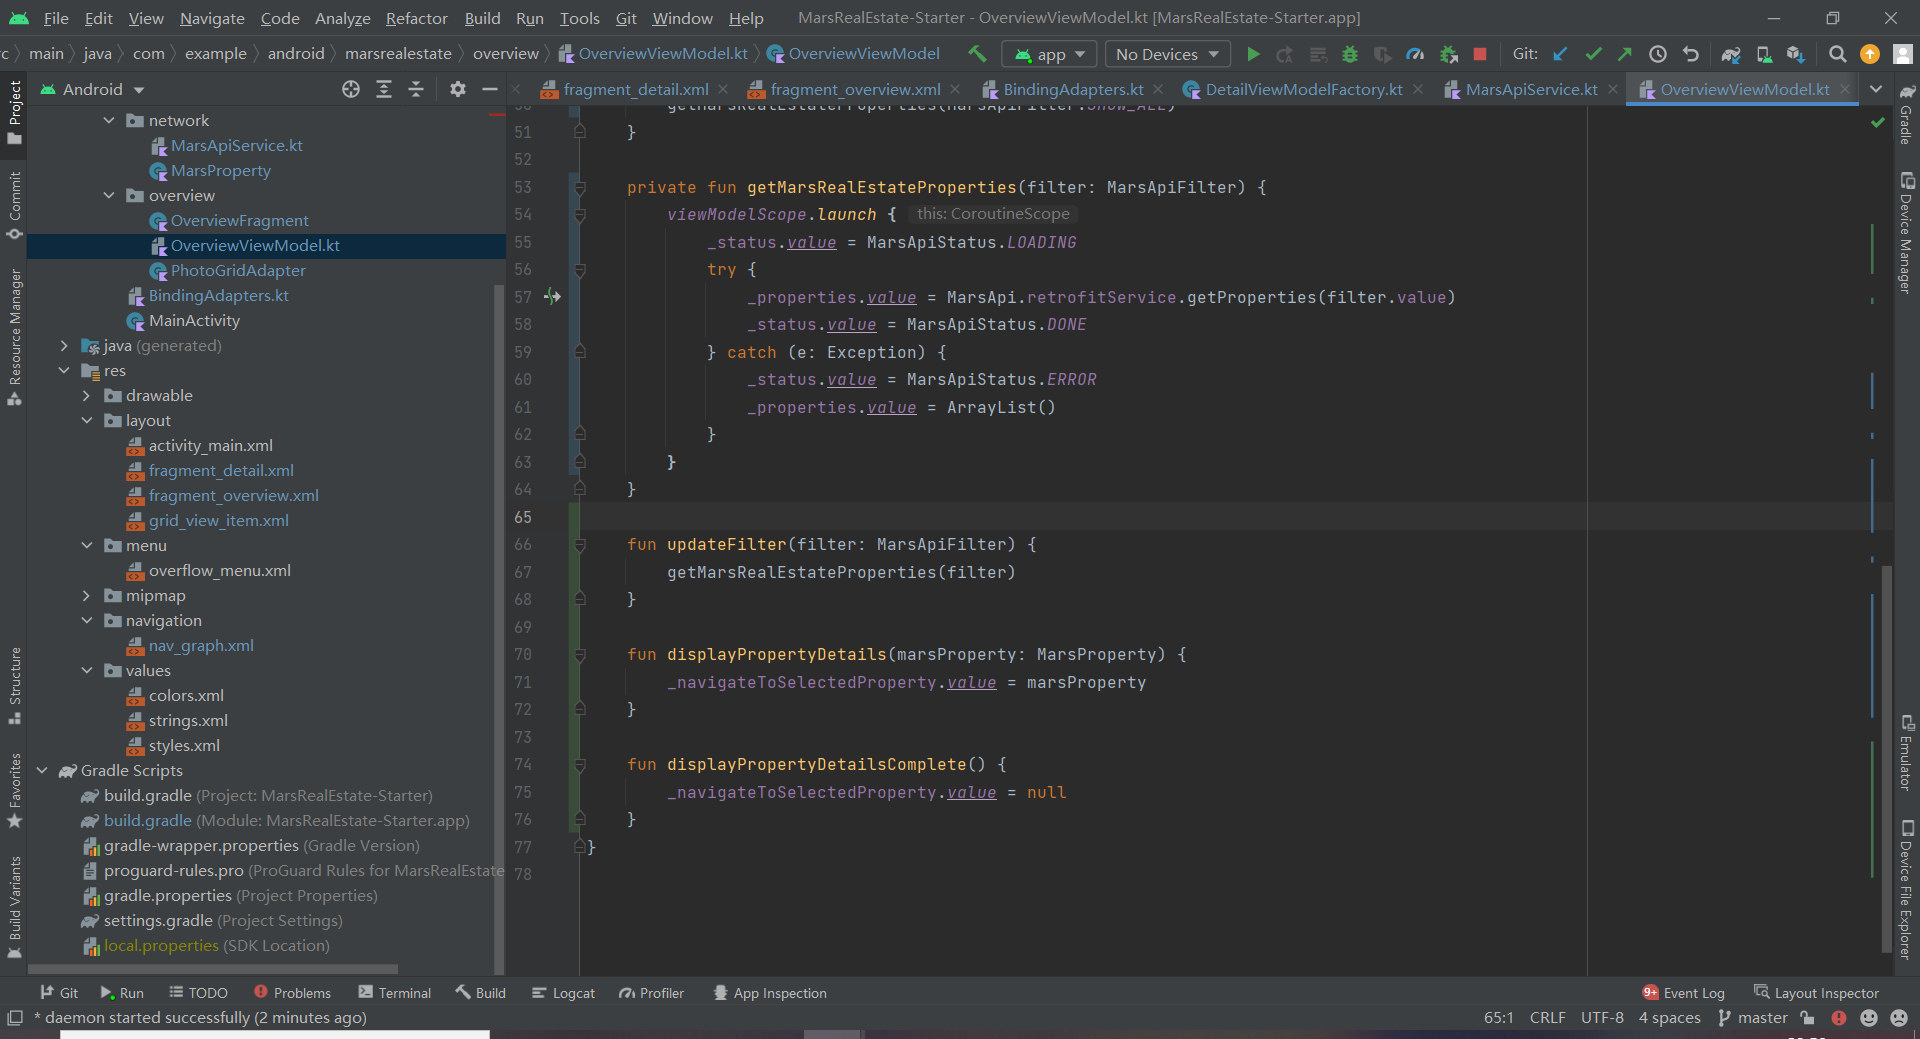 File Edit View Navigate Code Analyze Refactor Build Run Tools Git Window Help MarsRealEstate-Starter - OverviewViewModel.kt [MarsRealEstate-Starter.app]
rc main java com example android marsrealestate overview OverviewViewModel.kt OverviewViewModel app No Devices Git:
Android
fragment_detail.xml fragment_overview.xml BindingAdapters.kt DetailViewModelFactory.kt MarsApiService.kt OverviewViewModel.kt
Project
Commit
Resource Manager
Structure
Favorites
Build Variants
network
MarsApiService.kt
MarsProperty
overview
OverviewFragment
OverviewViewModel.kt
PhotoGridAdapter
BindingAdapters.kt
MainActivity
java (generated)
res
drawable
layout
activity_main.xml
fragment_detail.xml
fragment_overview.xml
grid_view_item.xml
menu
overflow_menu.xml
mipmap
navigation
nav_graph.xml
values
colors.xml
strings.xml
styles.xml
Gradle Scripts
build.gradle (Project: MarsRealEstate-Starter)
build.gradle (Module: MarsRealEstate-Starter.app)
gradle-wrapper.properties (Gradle Version)
proguard-rules.pro (ProGuard Rules for MarsRealEstate
gradle.properties (Project Properties)
settings.gradle (Project Settings)
local.properties (SDK Location)
50 getMarsRealEstateProperties(MarsApiFilter.SHOW_ALL)
51 }
52
53 private fun getMarsRealEstateProperties(filter: MarsApiFilter) {
54 viewModelScope.launch { this: CoroutineScope
55 _status.value = MarsApiStatus.LOADING
56 try {
57 _properties.value = MarsApi.retrofitService.getProperties(filter.value)
58 _status.value = MarsApiStatus.DONE
59 } catch (e: Exception) {
60 _status.value = MarsApiStatus.ERROR
61 _properties.value = ArrayList()
62 }
63 }
64 }
65
66 fun updateFilter(filter: MarsApiFilter) {
67 getMarsRealEstateProperties(filter)
68 }
69
70 fun displayPropertyDetails(marsProperty: MarsProperty) {
71 _navigateToSelectedProperty.value = marsProperty
72 }
73
74 fun displayPropertyDetailsComplete() {
75 _navigateToSelectedProperty.value = null
76 }
77 }
78
Gradle
Device Manager
Emulator
Device File Explorer
Git Run TODO Problems Terminal Build Logcat Profiler App Inspection 9+ Event Log Layout Inspector
* daemon started successfully (2 minutes ago) 65:1 CRLF UTF-8 4 spaces master